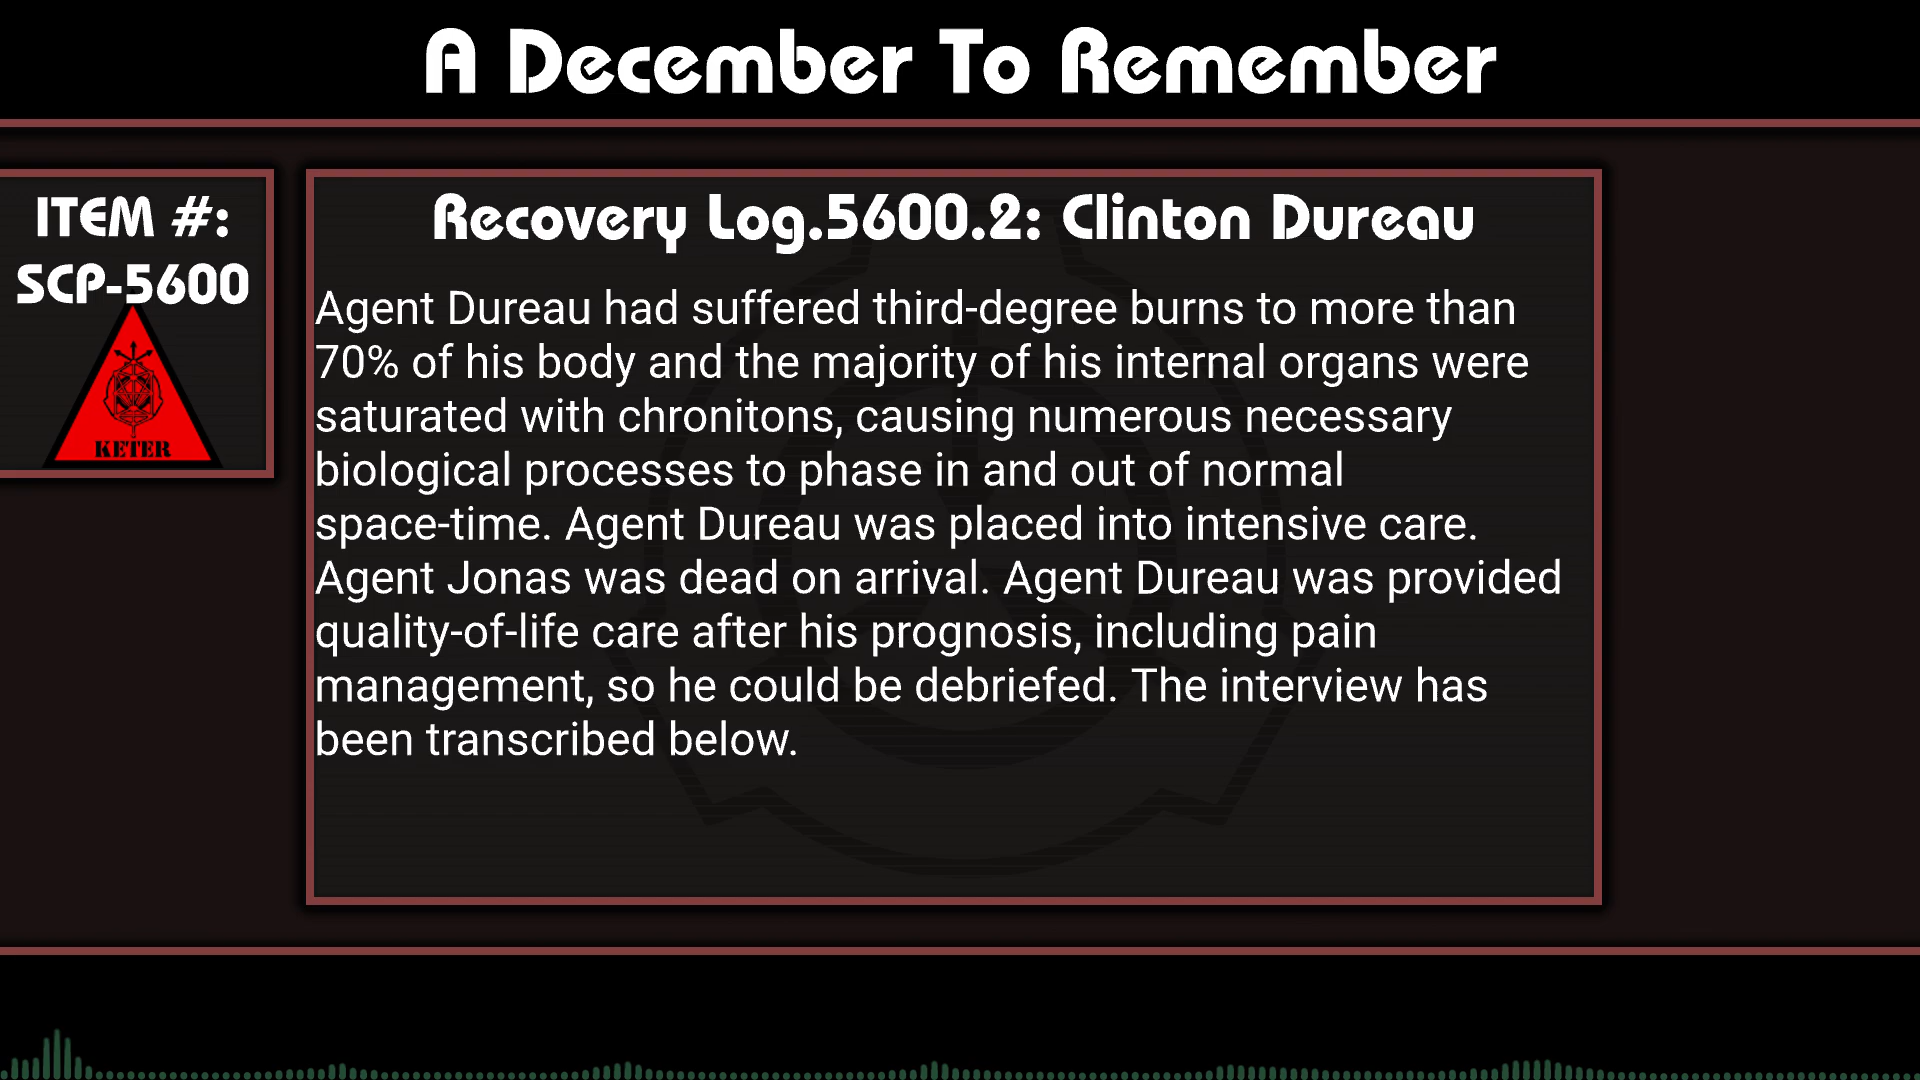 A December To Remember
ITEM #:
SCP-5600
KETER
Recovery Log.5600.2: Clinton Dureau
Agent Dureau had suffered third-degree burns to more than
70% of his body and the majority of his internal organs were
saturated with chronitons, causing numerous necessary
biological processes to phase in and out of normal
space-time. Agent Dureau was placed into intensive care.
Agent Jonas was dead on arrival. Agent Dureau was provided
quality-of-life care after his prognosis, including pain
management, so he could be debriefed. The interview has
been transcribed below.